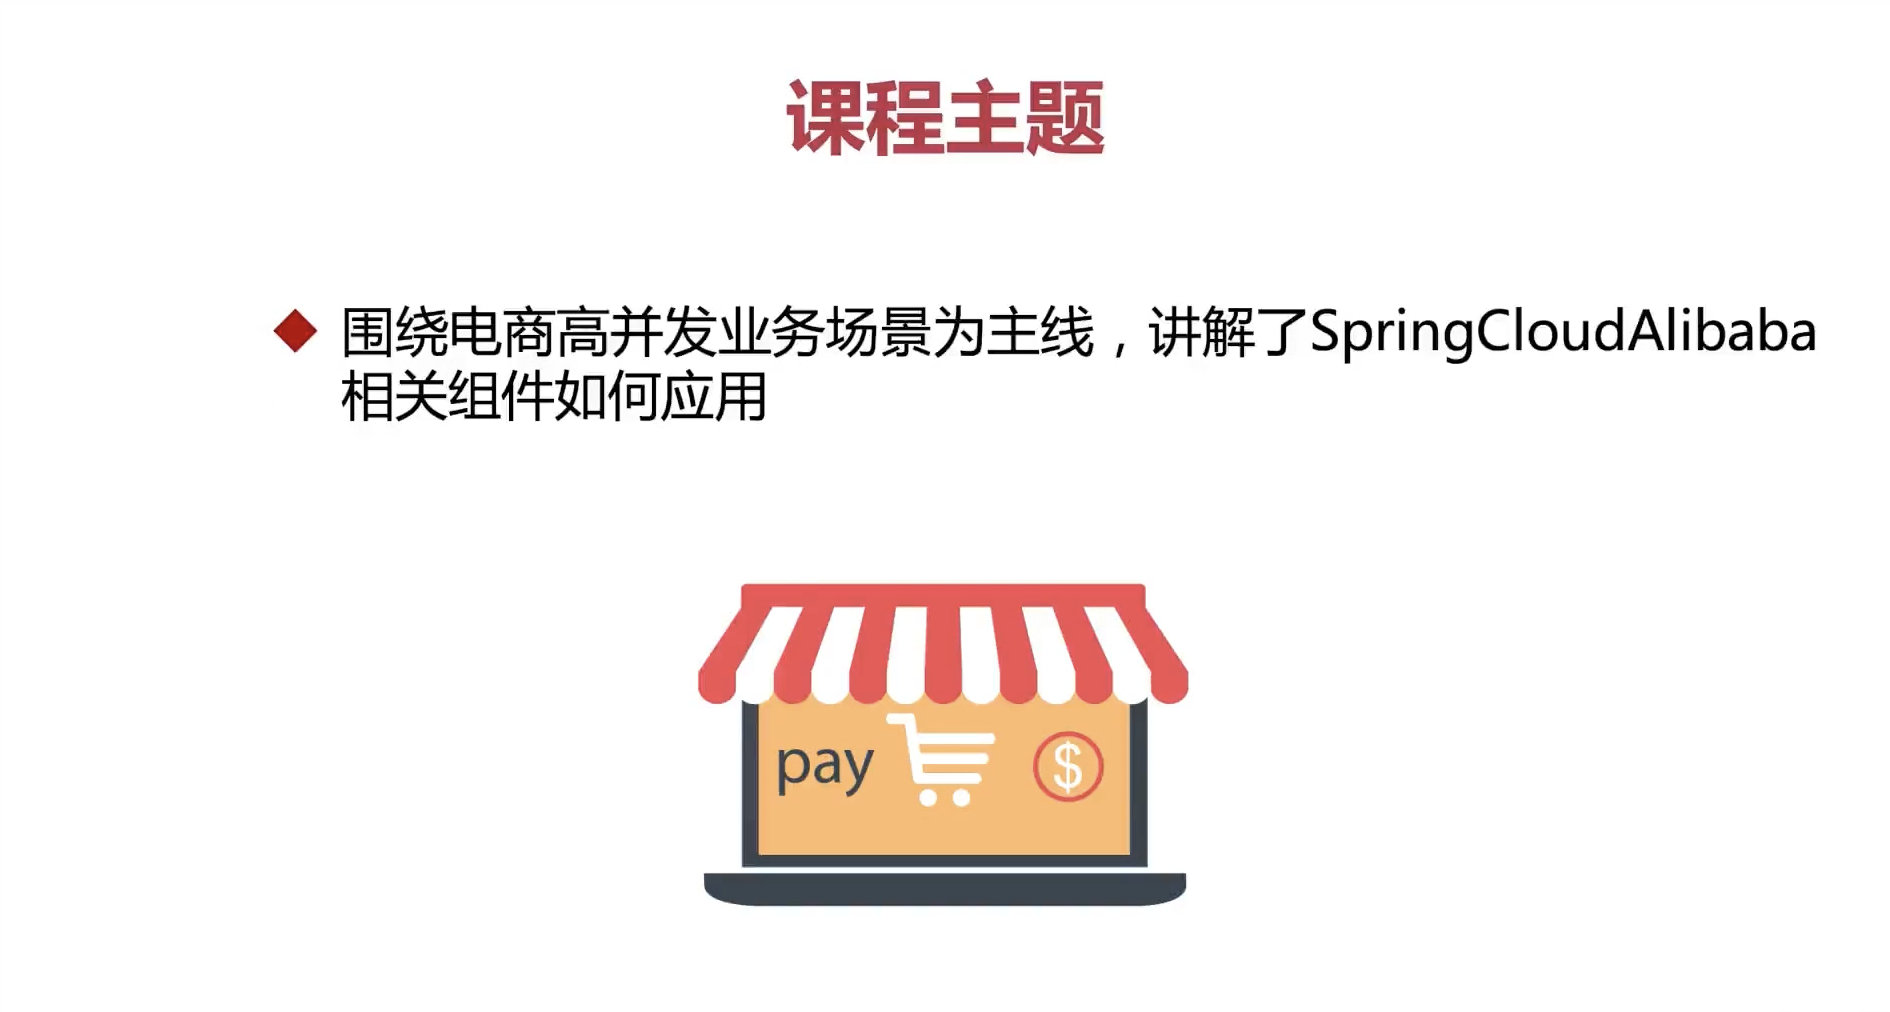 课程主题
围绕电商高并发业务场景为主线，讲解了SpringCloudAlibaba
相关组件如何应用
pay
$